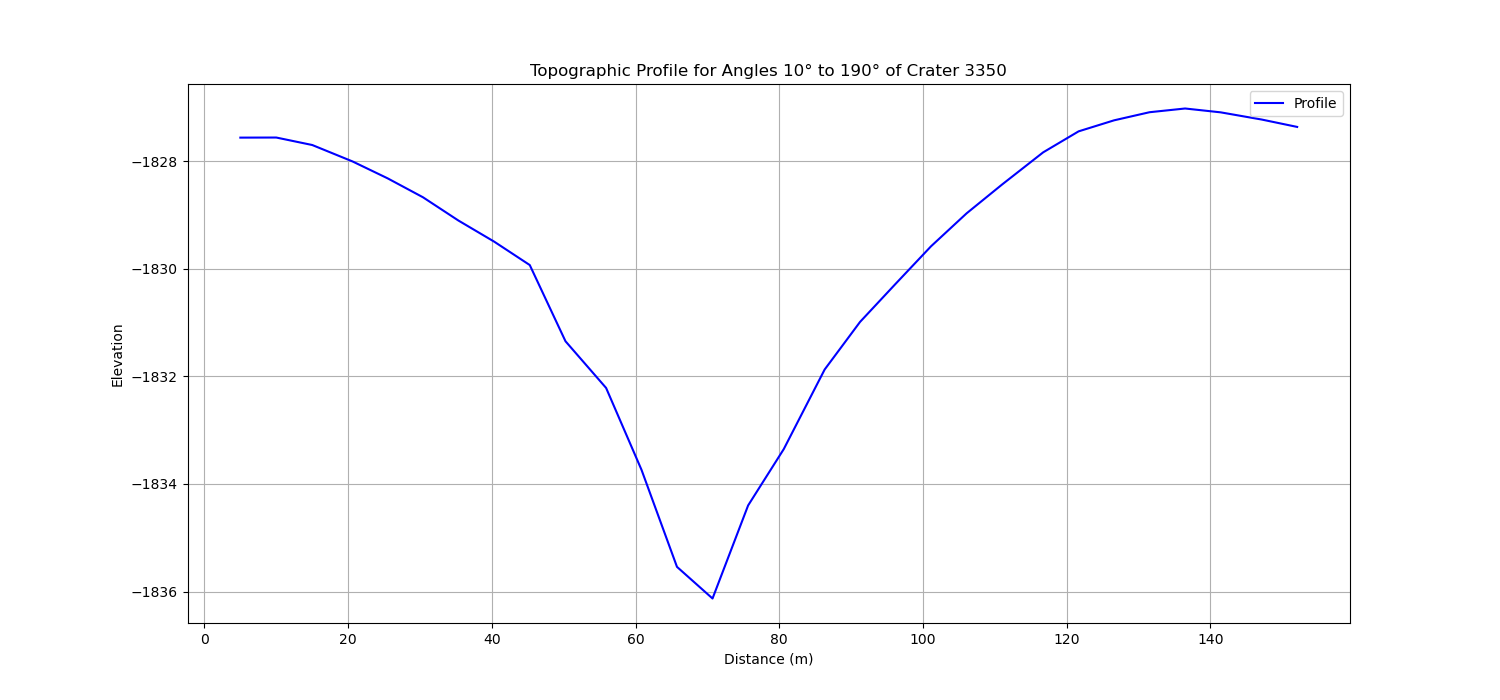 Topographic Profile for Angles 10° to 190° of Crater 3350
Profile
Elevation
−1828
−1830
−1832
−1834
−1836
0 20 40 60 80 100 120 140
Distance (m)